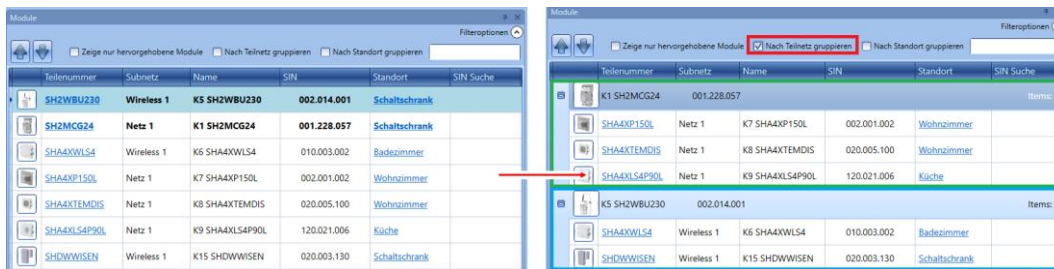 Module
Filteroptionen
Zeige nur hervorgehobene Module Nach Teilnetz gruppieren Nach Standort gruppieren
Teilenummer Subnetz Name SIN Standort SIN Suche
SH2WBU230 Wireless 1 K5 SH2WBU230 002.014.001 Schaltschrank
SH2MCG24 Netz 1 K1 SH2MCG24 001.228.057 Schaltschrank
SHA4XWLS4 Wireless 1 K6 SHA4XWLS4 010.003.002 Badezimmer
SHA4XP150L Netz 1 K7 SHA4XP150L 002.001.002 Wohnzimmer
SHA4XTEMDIS Netz 1 K8 SHA4XTEMDIS 020.005.100 Wohnzimmer
SHA4XLS4P90L Netz 1 K9 SHA4XLS4P90L 120.021.006 Küche
SHDWWISEN Wireless 1 K15 SHDWWISEN 020.003.130 Schaltschrank
Module
Filteroptionen
Zeige nur hervorgehobene Module Nach Teilnetz gruppieren Nach Standort gruppieren
Teilenummer Subnetz Name SIN Standort SIN Suche
K1 SH2MCG24 001.228.057 Items:
SHA4XP150L Netz 1 K7 SHA4XP150L 002.001.002 Wohnzimmer
SHA4XTEMDIS Netz 1 K8 SHA4XTEMDIS 020.005.100 Wohnzimmer
SHA4XLS4P90L Netz 1 K9 SHA4XLS4P90L 120.021.006 Küche
K5 SH2WBU230 002.014.001 Items:
SHA4XWLS4 Wireless 1 K6 SHA4XWLS4 010.003.002 Badezimmer
SHDWWISEN Wireless 1 K15 SHDWWISEN 020.003.130 Schaltschrank